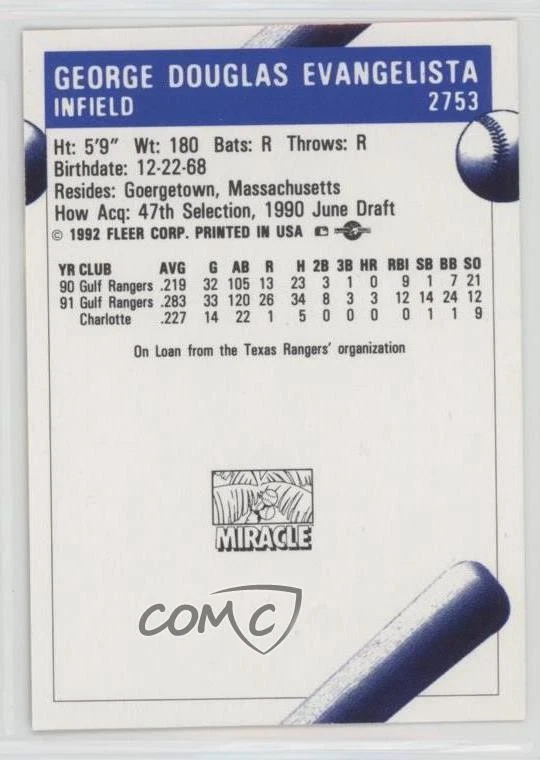 GEORGE DOUGLAS EVANGELISTA
INFIELD 2753
Ht: 5'9" Wt: 180 Bats: R Throws: R
Birthdate: 12-22-68
Resides: Goergetown, Massachusetts
How Acq: 47th Selection, 1990 June Draft
© 1992 FLEER CORP. PRINTED IN USA
YR CLUB AVG G AB R H 2B 3B HR RBI SB BB SO
90 Gulf Rangers .219 32 105 13 23 3 1 0 9 1 7 21
91 Gulf Rangers .283 33 120 26 34 8 3 3 12 14 24 12
Charlotte .227 14 22 1 5 0 0 0 0 1 1 9
On Loan from the Texas Rangers' organization
MIRACLE
COMC